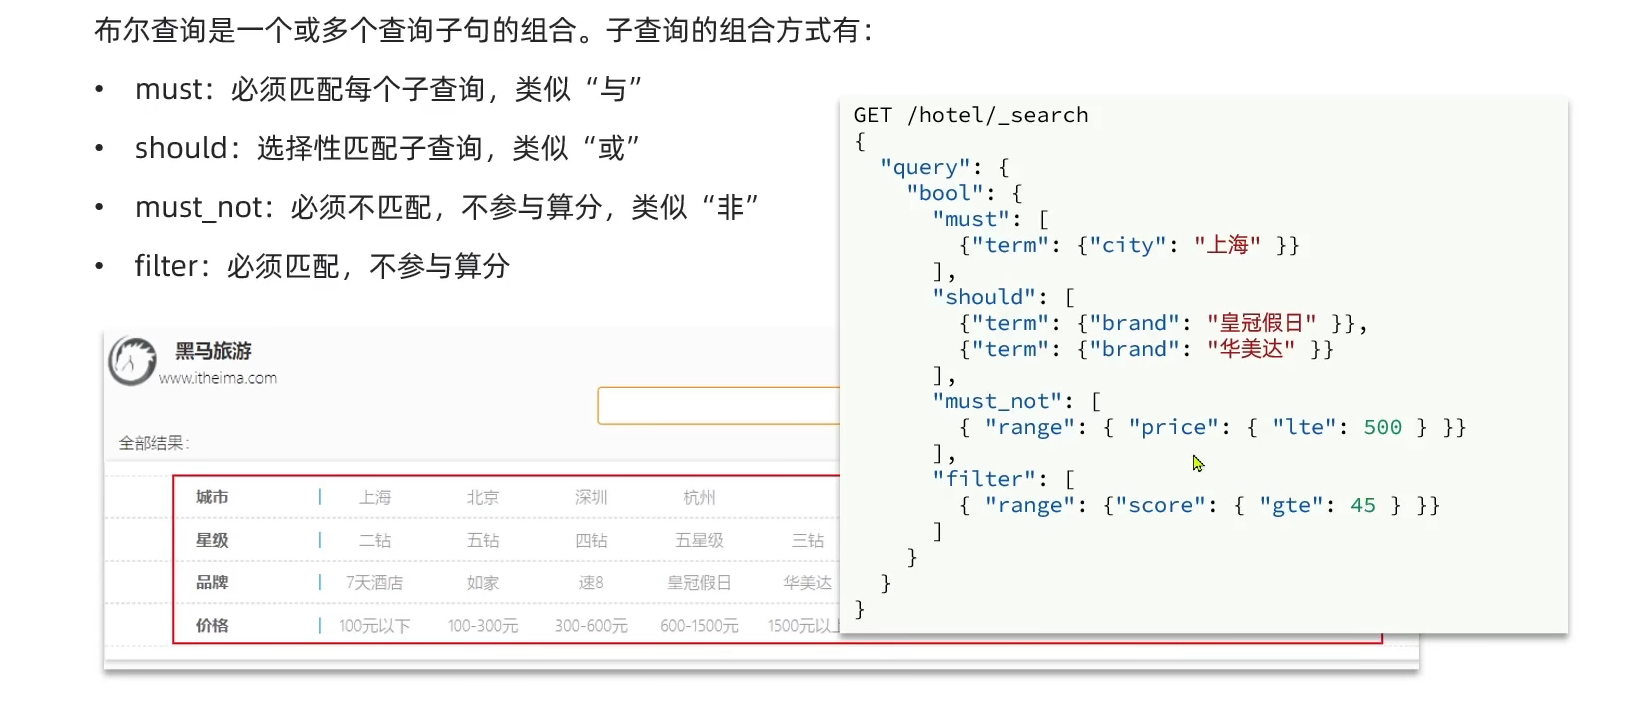 布尔查询是一个或多个查询子句的组合。子查询的组合方式有：
• must：必须匹配每个子查询，类似“与”
• should：选择性匹配子查询，类似“或”
• must_not：必须不匹配，不参与算分，类似“非”
• filter：必须匹配，不参与算分
黑马旅游
www.itheima.com
全部结果：
城市 | 上海 北京 深圳 杭州
星级 | 二钻 五钻 四钻 五星级 三钻
品牌 | 7天酒店 如家 速8 皇冠假日 华美达
价格 | 100元以下 100-300元 300-600元 600-1500元 1500元以
GET /hotel/_search
{
  "query": {
    "bool": {
      "must": [
        {"term": {"city": "上海" }}
      ],
      "should": [
        {"term": {"brand": "皇冠假日" }},
        {"term": {"brand": "华美达" }}
      ],
      "must_not": [
        { "range": { "price": { "lte": 500 } }}
      ],
      "filter": [
        { "range": {"score": { "gte": 45 } }}
      ]
    }
  }
}